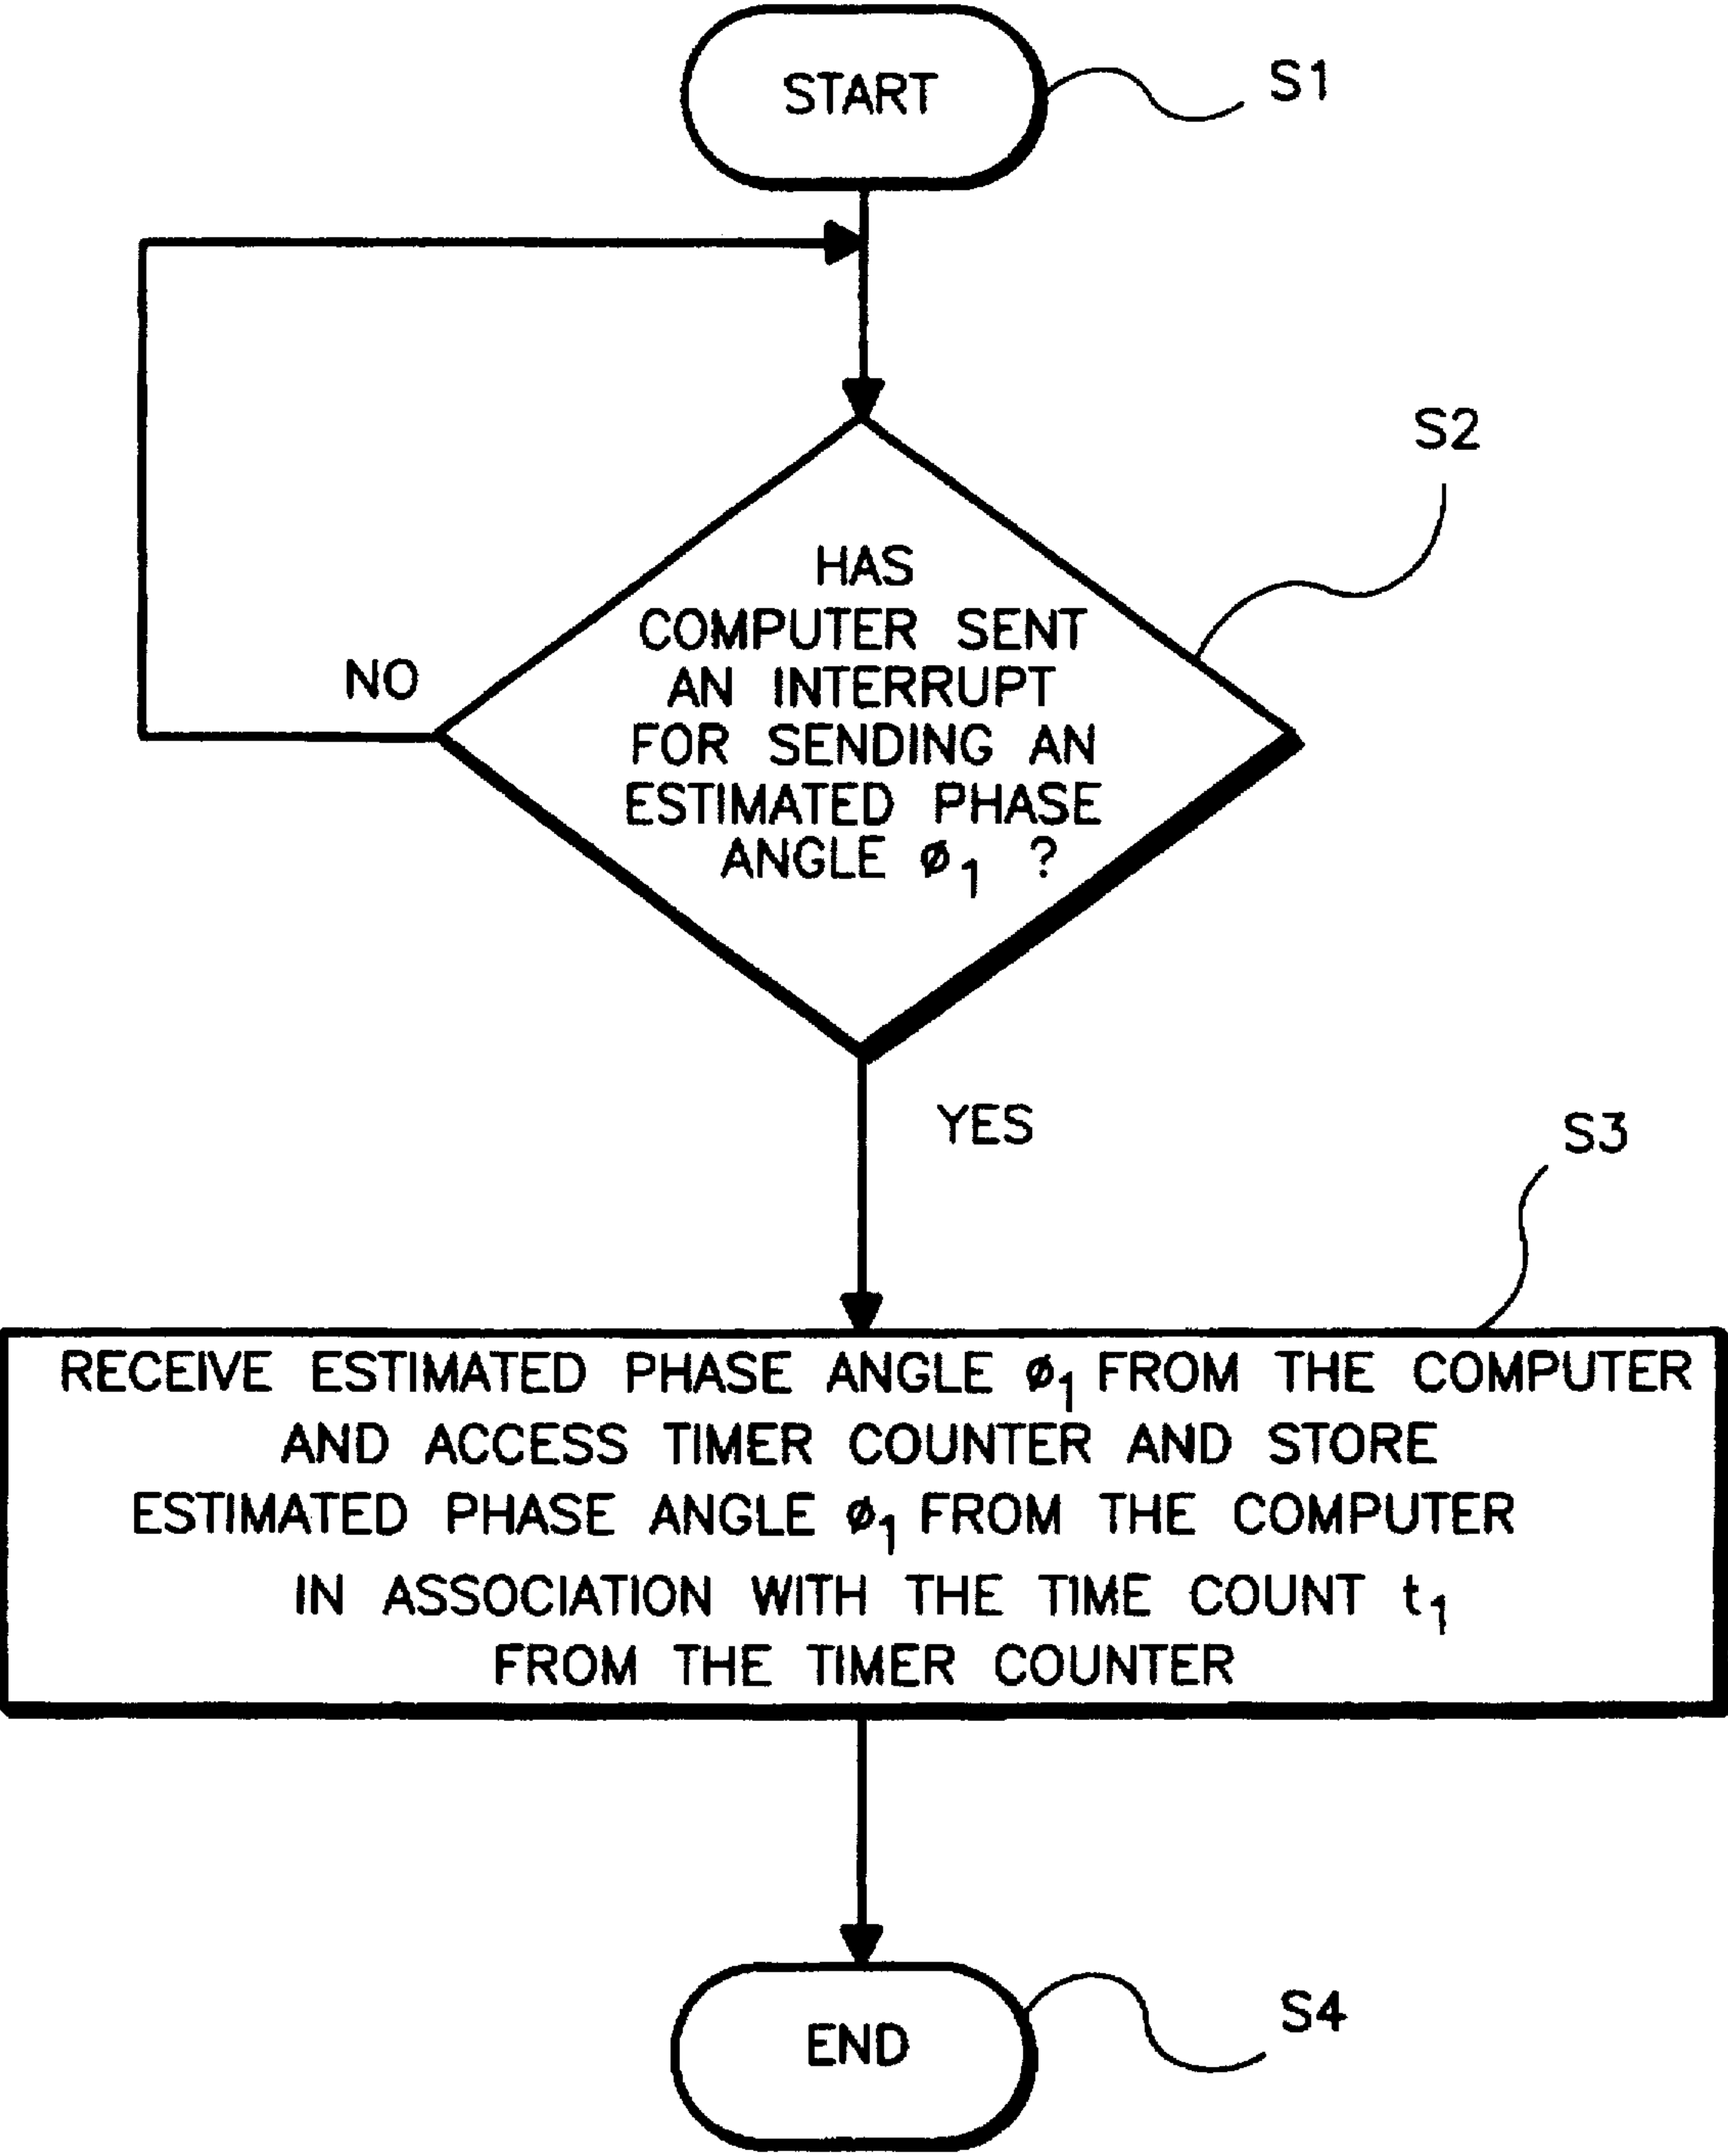 START
S1
S2
HAS
COMPUTER SENT
AN INTERRUPT
FOR SENDING AN
ESTIMATED PHASE
ANGLE ø₁ ?
NO
YES
S3
RECEIVE ESTIMATED PHASE ANGLE ø₁ FROM THE COMPUTER
AND ACCESS TIMER COUNTER AND STORE
ESTIMATED PHASE ANGLE ø₁ FROM THE COMPUTER
IN ASSOCIATION WITH THE TIME COUNT t₁
FROM THE TIMER COUNTER
END
S4